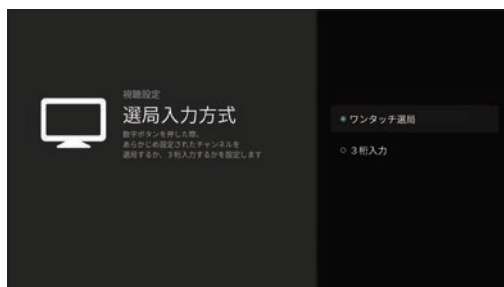 視聴設定
選局入力方式
数字ボタンを押した際、
あらかじめ設定されたチャンネルを
選局するか、3桁入力するかを設定します
ワンタッチ選局
3桁入力